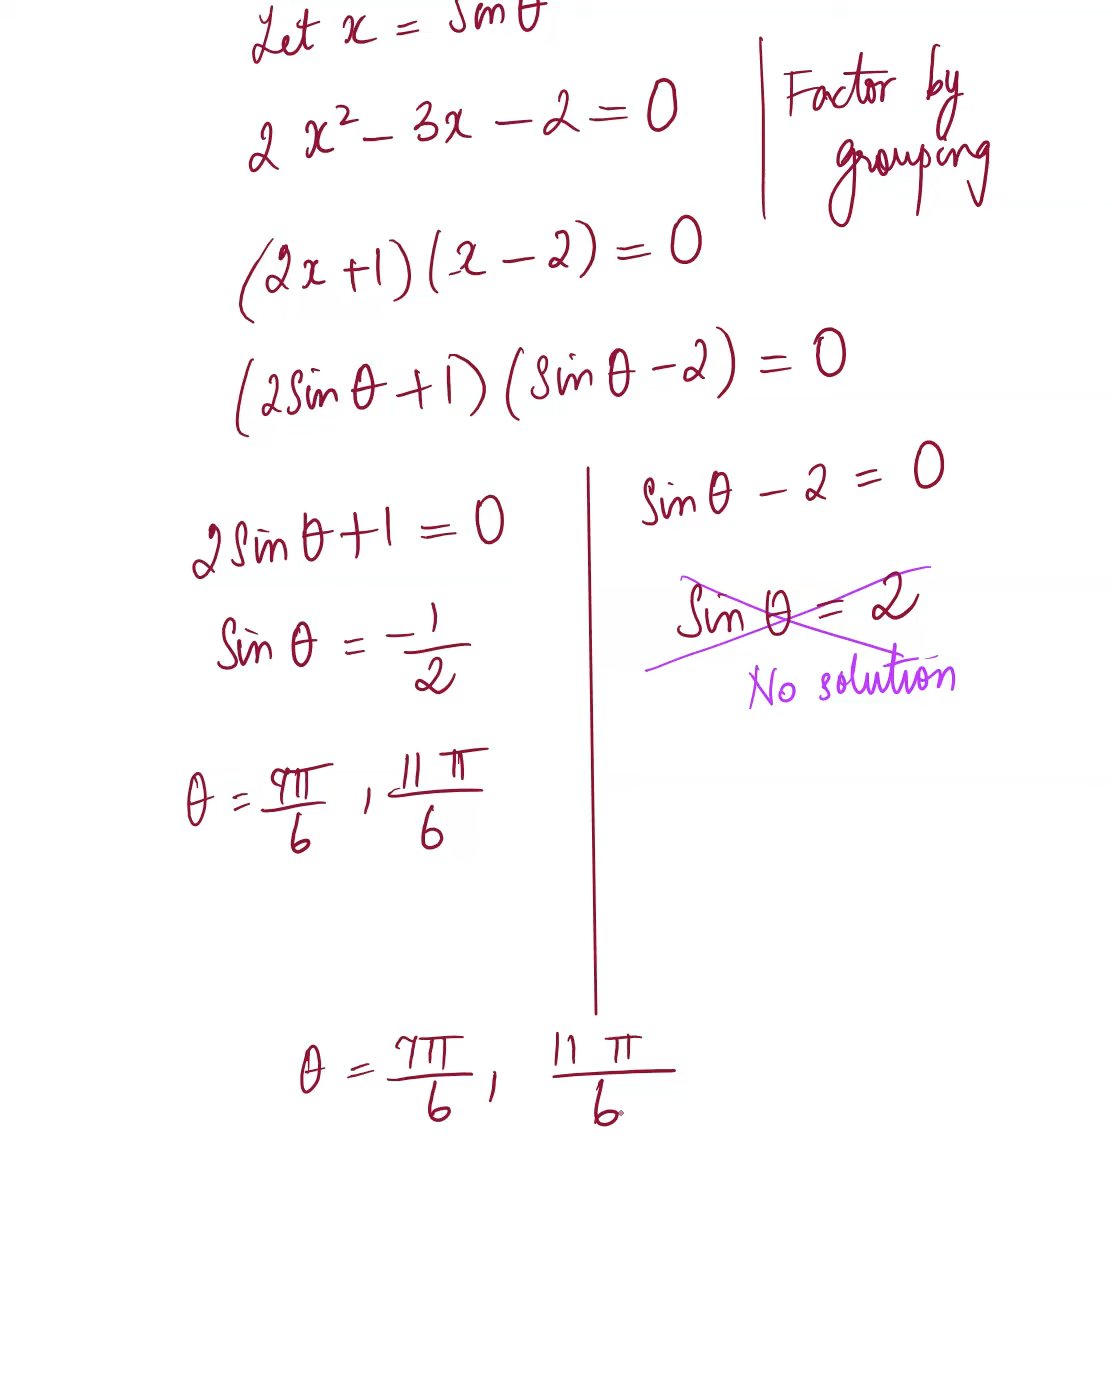 Let x = sin θ
2x² - 3x - 2 = 0
Factor by
grouping
(2x+1)(x-2) = 0
(2sin θ + 1)(sin θ - 2) = 0
2sin θ + 1 = 0
sin θ = -1/2
θ = 7π/6 , 11π/6
sin θ - 2 = 0
sin θ = 2
No solution
θ = 7π/6 , 11π/6